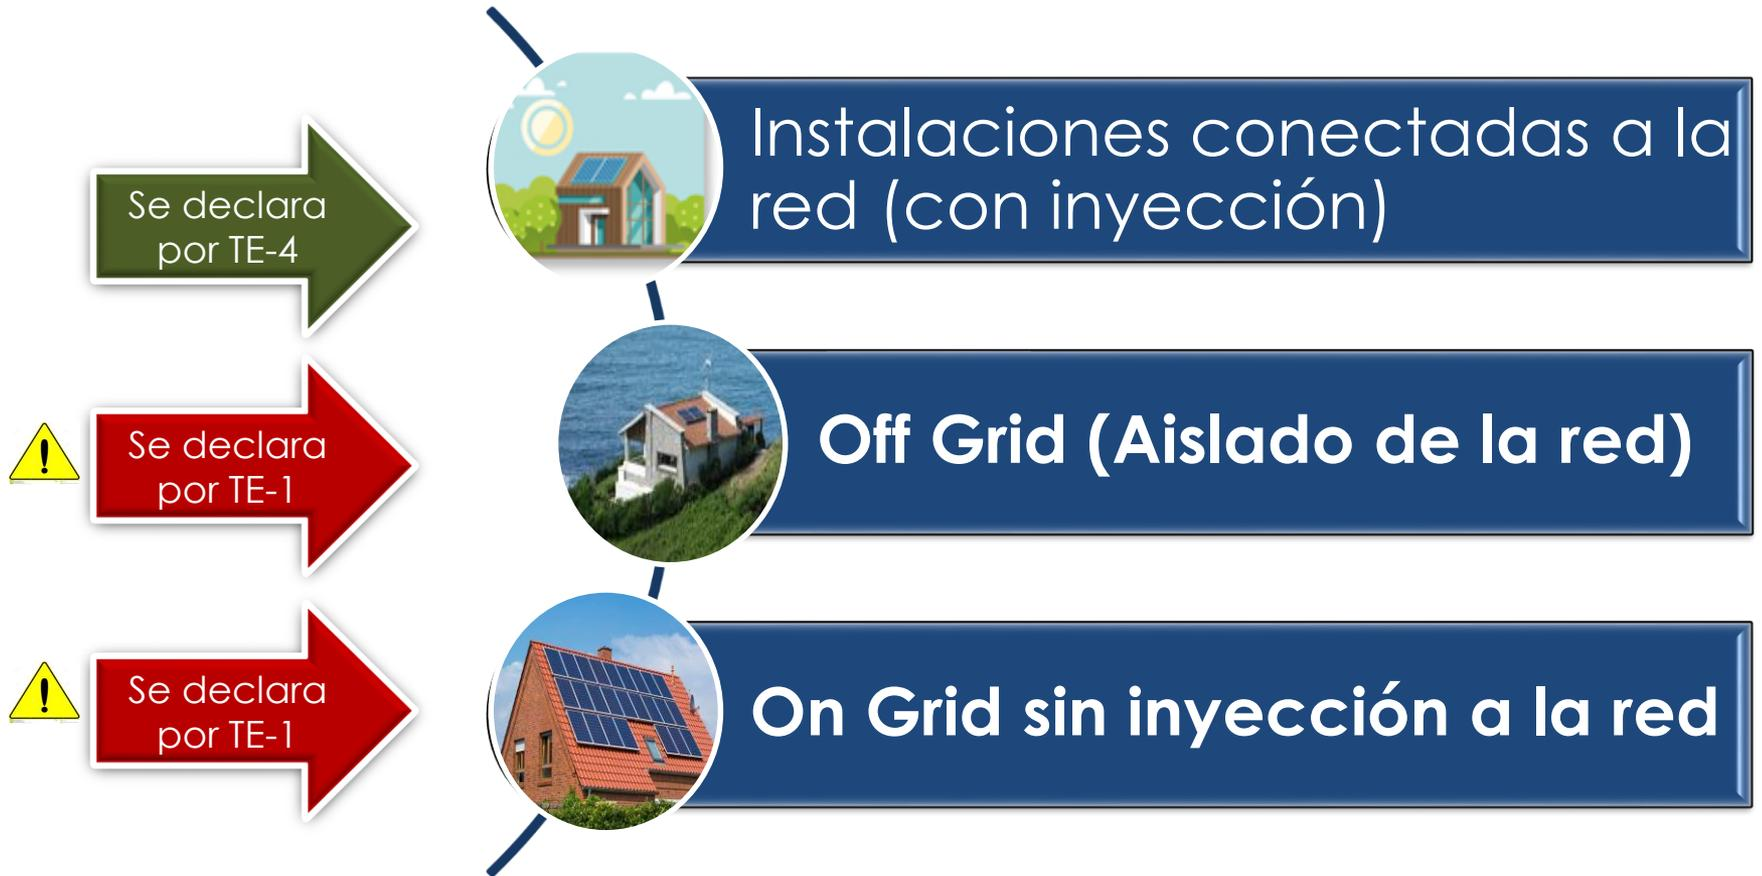 Se declara
por TE-4
Instalaciones conectadas a la
red (con inyección)
Se declara
por TE-1
Off Grid (Aislado de la red)
Se declara
por TE-1
On Grid sin inyección a la red